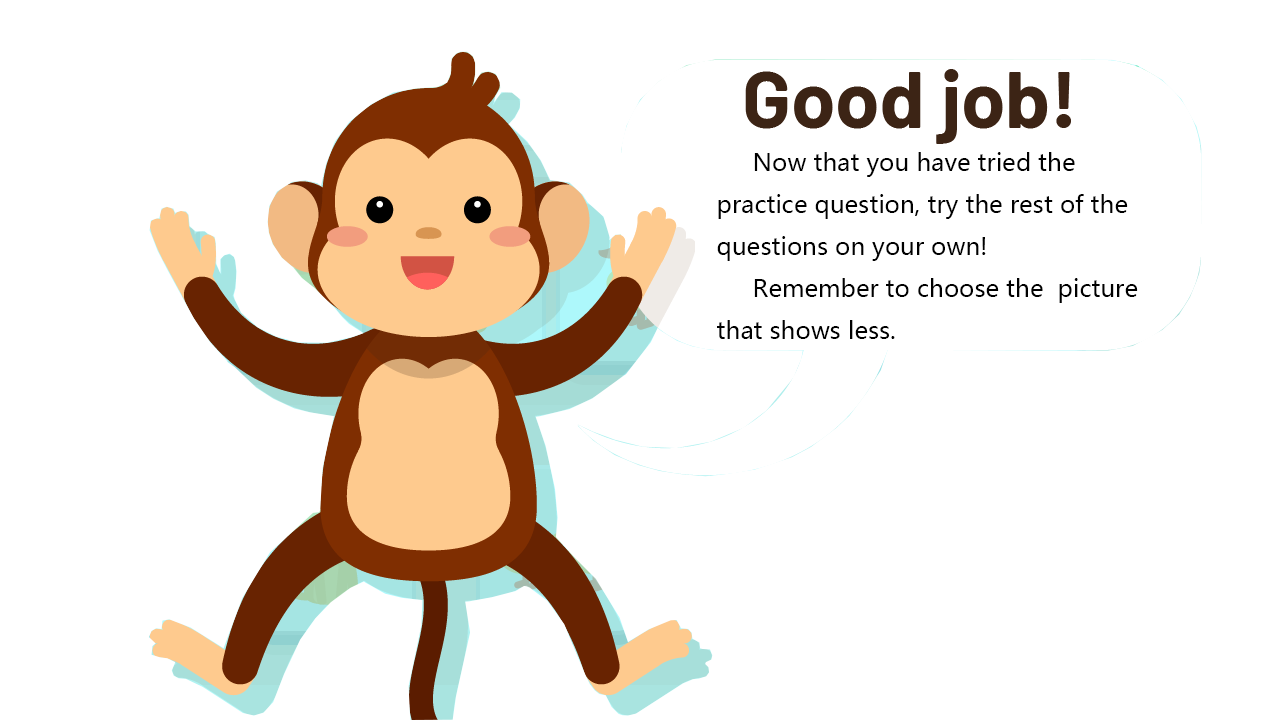 Good job!
Now that you have tried the
practice question, try the rest of the
questions on your own!
Remember to choose the  picture
that shows less.